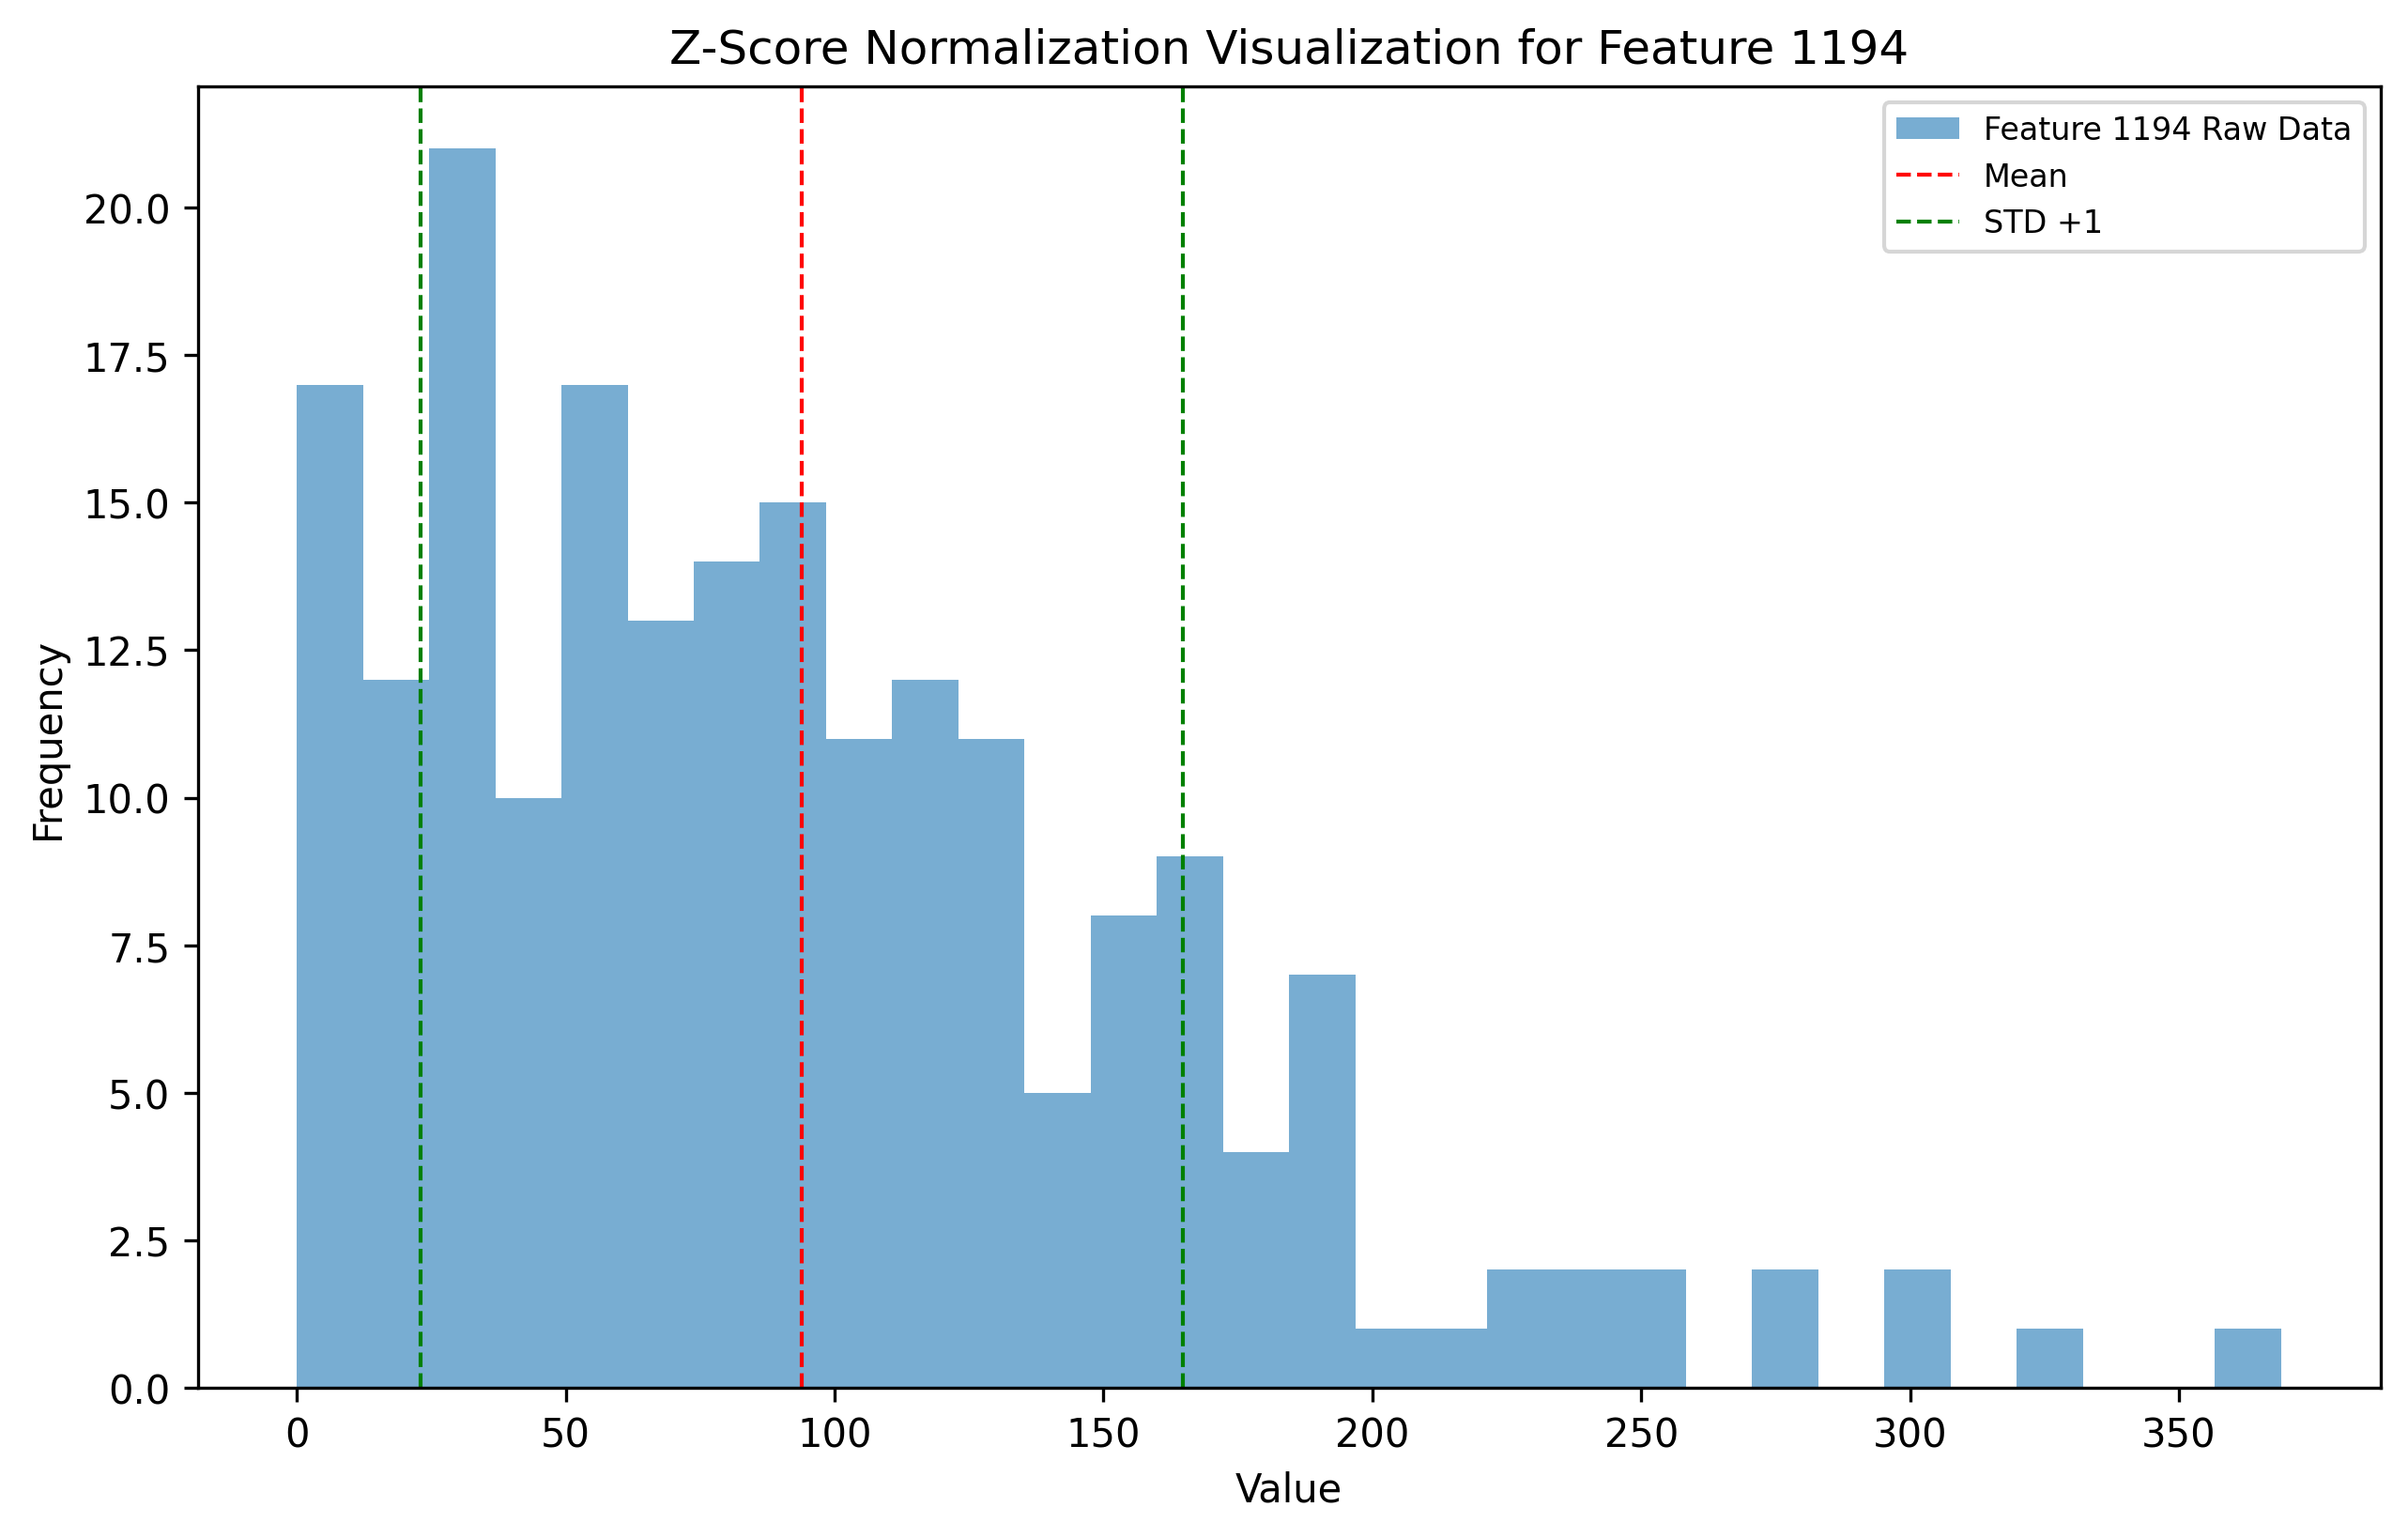 Z-Score Normalization Visualization for Feature 1194
Feature 1194 Raw Data
Mean
STD +1
Frequency
20.0
17.5
15.0
12.5
10.0
7.5
5.0
2.5
0.0
0 50 100 150 200 250 300 350
Value